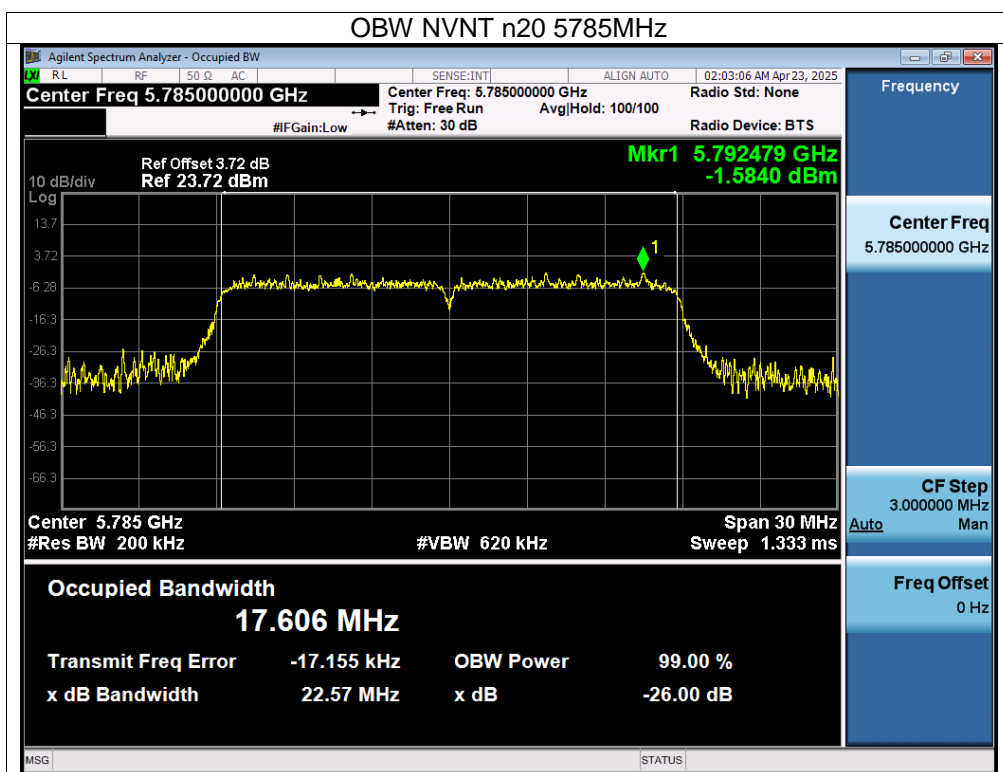 OBW NVNT n20 5785MHz
Agilent Spectrum Analyzer - Occupied BW
LXI RL RF 50 Ω AC SENSE:INT ALIGN AUTO 02:03:06 AM Apr 23, 2025
Center Freq 5.785000000 GHz
Center Freq: 5.785000000 GHz Radio Std: None
Trig: Free Run Avg|Hold: 100/100
#IFGain:Low #Atten: 30 dB Radio Device: BTS
Mkr1 5.792479 GHz
-1.5840 dBm
Ref Offset 3.72 dB
10 dB/div Ref 23.72 dBm
Log
13.7
3.72
-6.28
-16.3
-26.3
-36.3
-46.3
-56.3
-66.3
1
Center 5.785 GHz Span 30 MHz
#Res BW 200 kHz #VBW 620 kHz Sweep 1.333 ms
Occupied Bandwidth
17.606 MHz
Transmit Freq Error -17.155 kHz OBW Power 99.00 %
x dB Bandwidth 22.57 MHz x dB -26.00 dB
MSG STATUS
Frequency
Center Freq
5.785000000 GHz
CF Step
3.000000 MHz
Auto Man
Freq Offset
0 Hz